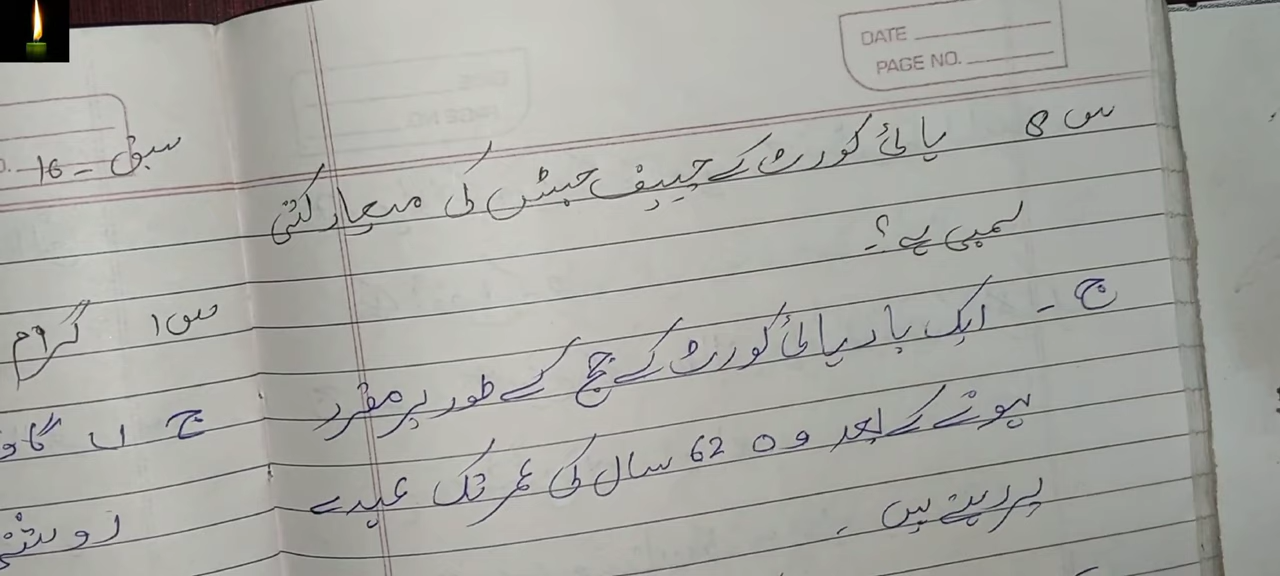 DATE
PAGE NO.
س 8 ہائی کورٹ کے چیف جسٹس کی میعاد کتنی
لمبی ہے؟
ج - ایک بار ہائی کورٹ کے جج کے طور پر مقرر
ہونے کے بعد وہ 62 سال کی عمر تک عہدے
پر رہتے ہیں۔
سبق - 16
س 1 گرام
ج